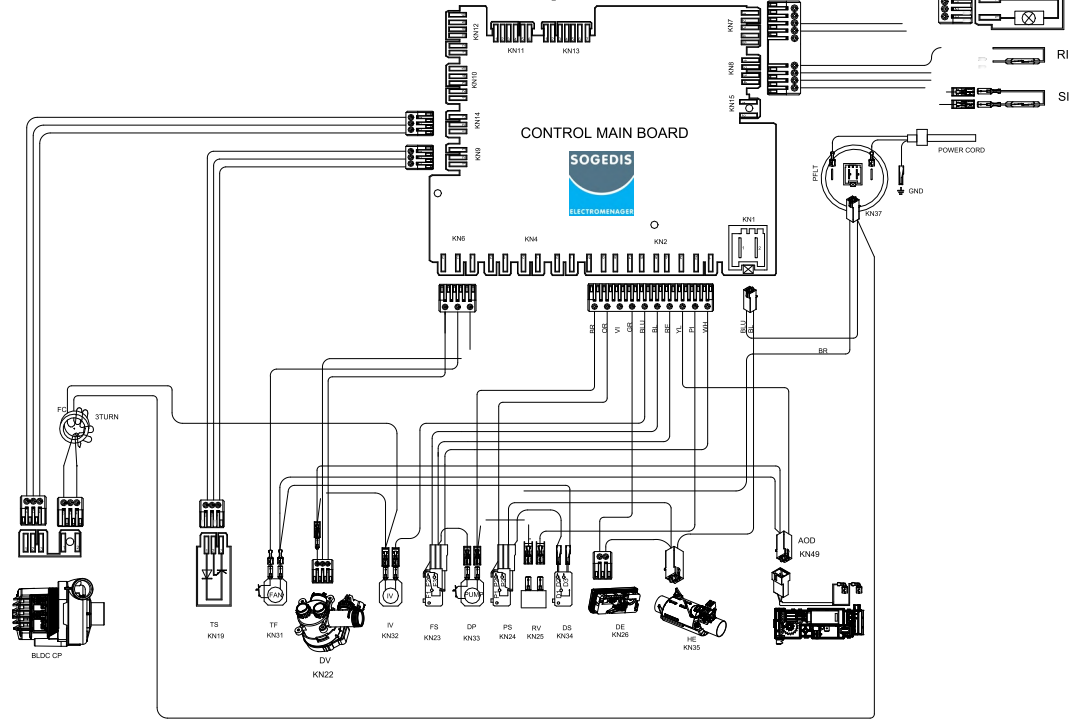 KN12
KN11
KN13
KN7
KN10
KN8
RI
KN15
SI
KN14
KN9
CONTROL MAIN BOARD
SOGEDIS
ELECTROMENAGER
POWER CORD
PFLT
GND
KN37
KN6
KN4
KN2
KN1
1
2
BR
OR
VI
GR
BLU
BL
RE
YL
PI
WH
BLU
BL
BR
FC
3TURN
AOD
KN49
FAN
IV
PUMP
TS
KN19
TF
KN31
DV
KN22
IV
KN32
FS
KN23
DP
KN33
PS
KN24
RV
KN25
DS
KN34
DE
KN26
HE
KN35
BLDC CP